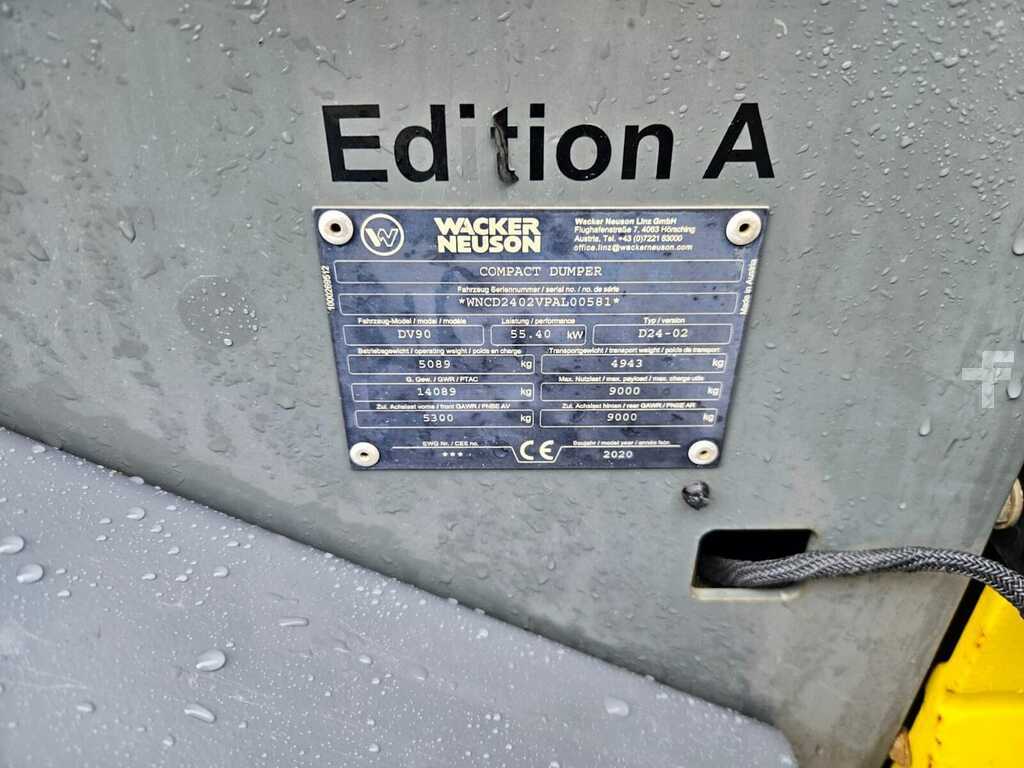 Edition A
W
WACKER
NEUSON
Wacker Neuson Linz GmbH
Flughafenstraße 7, 4063 Hörsching
Austria, Tel. +43 (0)7221 63000
office.linz@wackerneuson.com
COMPACT DUMPER
Fahrzeug Seriennummer / serial no. / no. de série
*WNCD2402VPAL00581*
Fahrzeug-Model / model / modèle
Leistung / performance
Typ / version
DV90
55.40 kW
D24-02
Betriebsgewicht / operating weight / poids en charge
Transportgewicht / transport weight / poids de transport
5089 kg
4943 kg
G. Gew. / GWR / PTAC
Max. Nutzlast / max. payload / max. charge utile
14089 kg
9000 kg
Zul. Achslast vorne / front GAWR / PNBE AV
Zul. Achslast hinten / rear GAWR / PNBE AR
5300 kg
9000 kg
EWG Nr. / CEE no.
CE
Baujahr / model year / année fabr.
***
2020
1000269512
Made in Austria